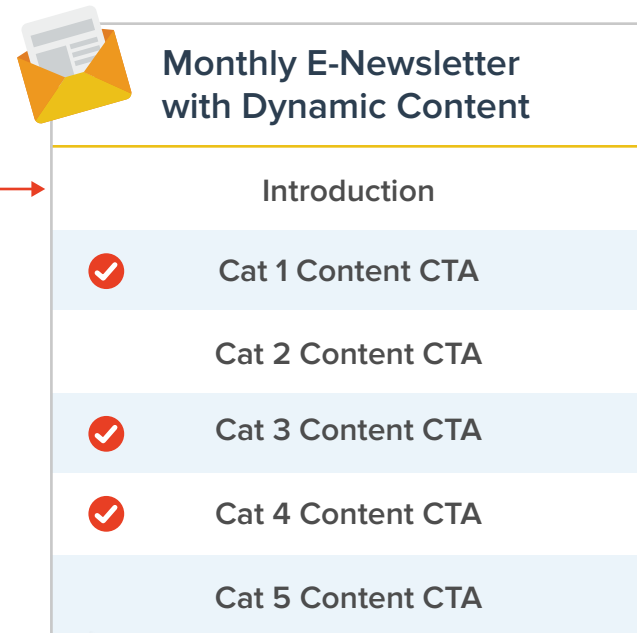 Monthly E-Newsletter
with Dynamic Content
Introduction
Cat 1 Content CTA
Cat 2 Content CTA
Cat 3 Content CTA
Cat 4 Content CTA
Cat 5 Content CTA